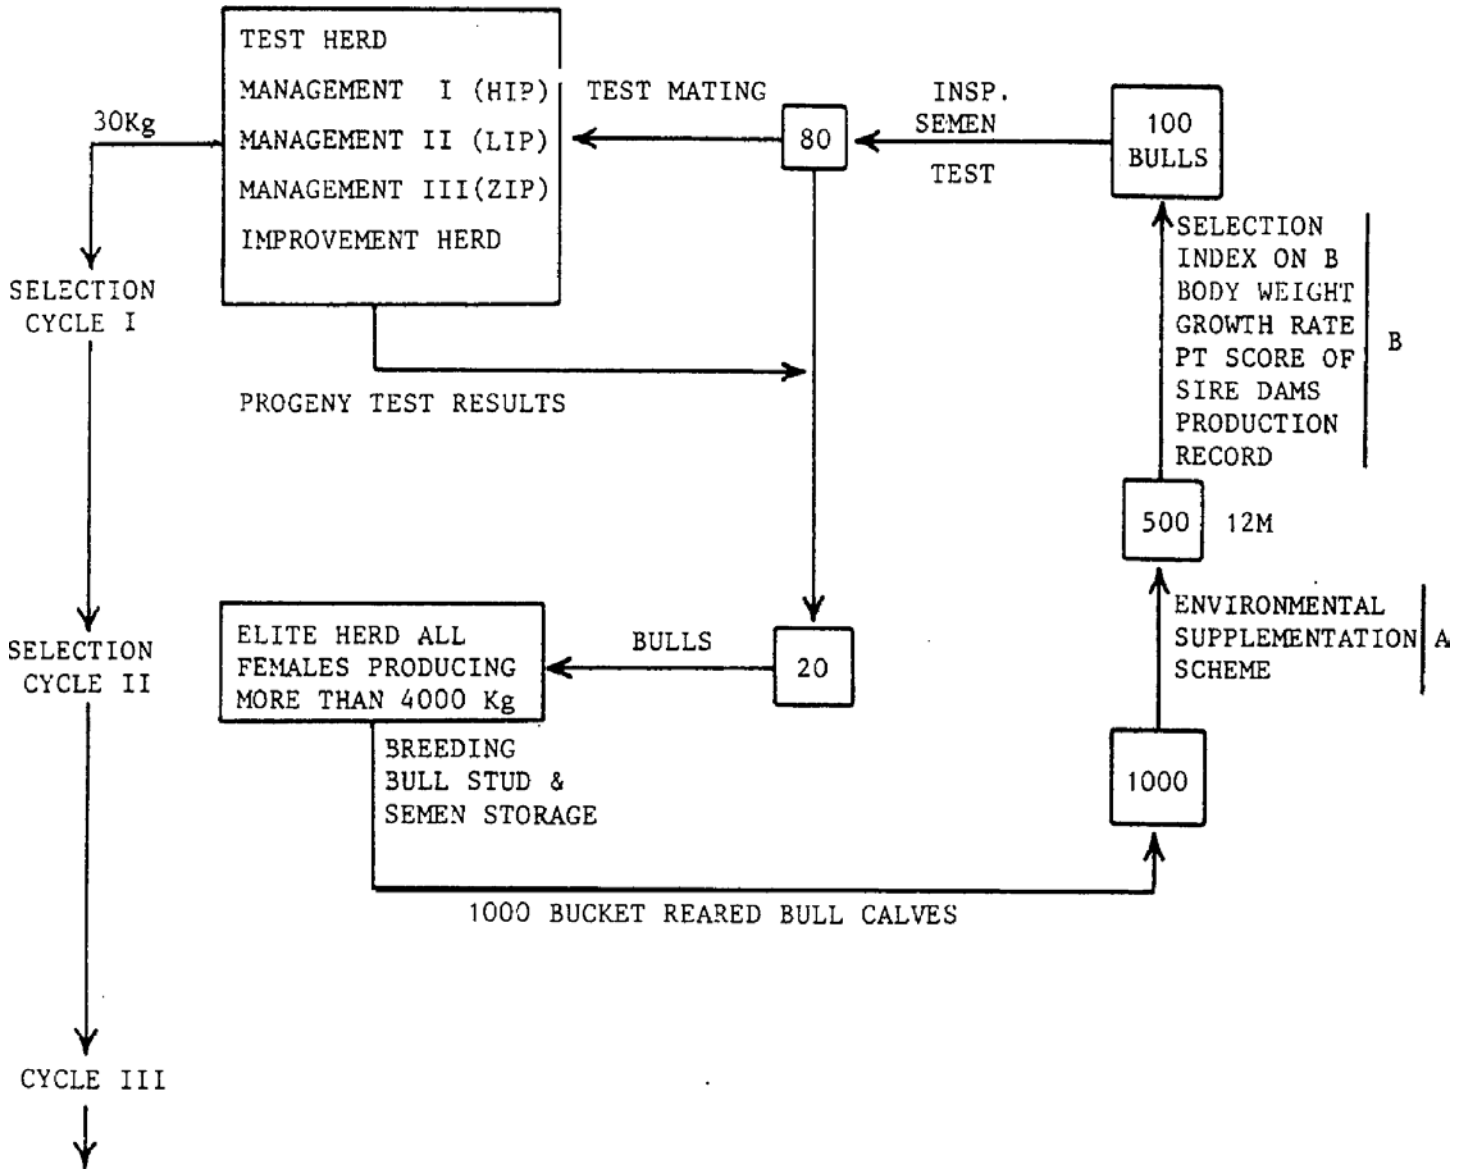 TEST HERD
MANAGEMENT I (HIP)
MANAGEMENT II (LIP)
MANAGEMENT III(ZIP)
IMPROVEMENT HERD
30Kg
TEST MATING
80
INSP.
SEMEN
TEST
100
BULLS
SELECTION
CYCLE I
SELECTION
INDEX ON B
BODY WEIGHT
GROWTH RATE
PT SCORE OF
SIRE DAMS
PRODUCTION
RECORD
B
PROGENY TEST RESULTS
500
12M
ENVIRONMENTAL
SUPPLEMENTATION
SCHEME
A
SELECTION
CYCLE II
ELITE HERD ALL
FEMALES PRODUCING
MORE THAN 4000 Kg
BULLS
20
BREEDING
BULL STUD &
SEMEN STORAGE
1000
1000 BUCKET REARED BULL CALVES
CYCLE III